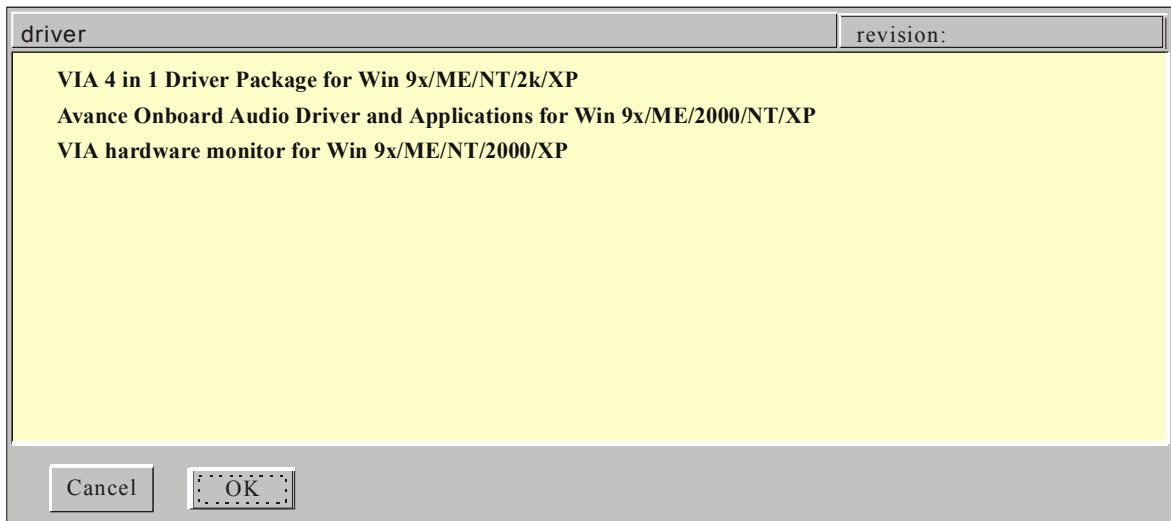 driver
revision:
VIA 4 in 1 Driver Package for Win 9x/ME/NT/2k/XP
Avance Onboard Audio Driver and Applications for Win 9x/ME/2000/NT/XP
VIA hardware monitor for Win 9x/ME/NT/2000/XP
Cancel
OK